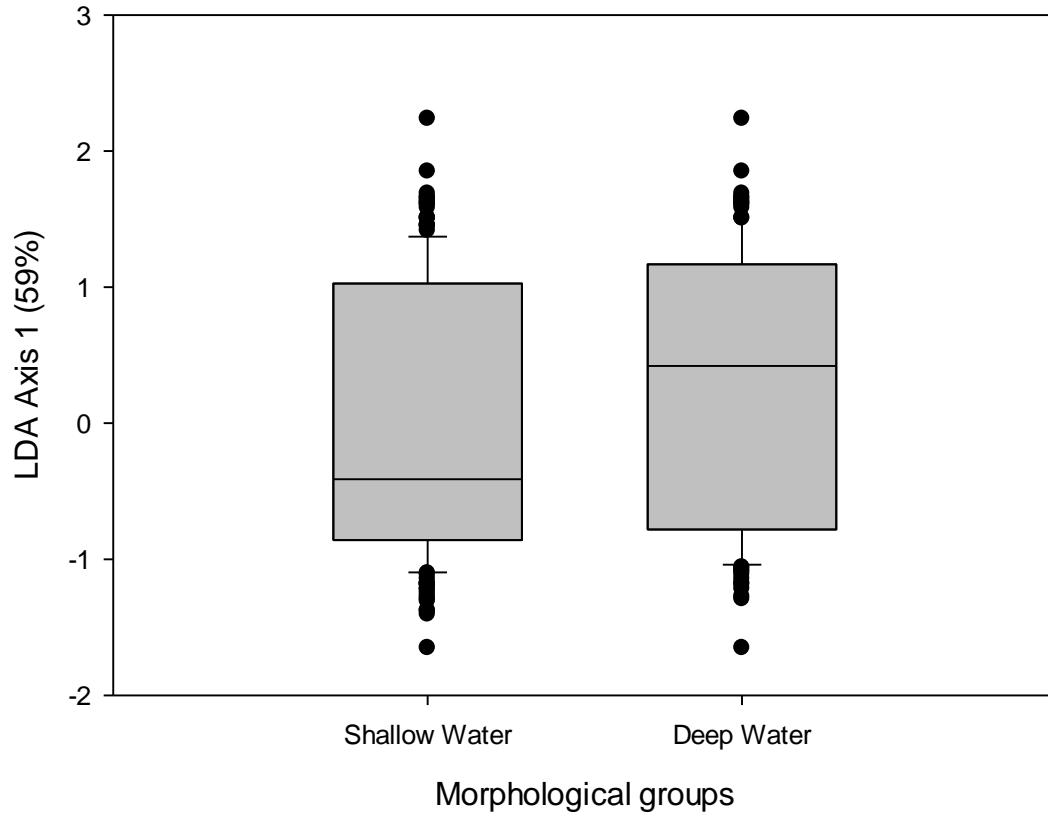 3
2
1
0
-1
-2
LDA Axis 1 (59%)
Shallow Water
Deep Water
Morphological groups